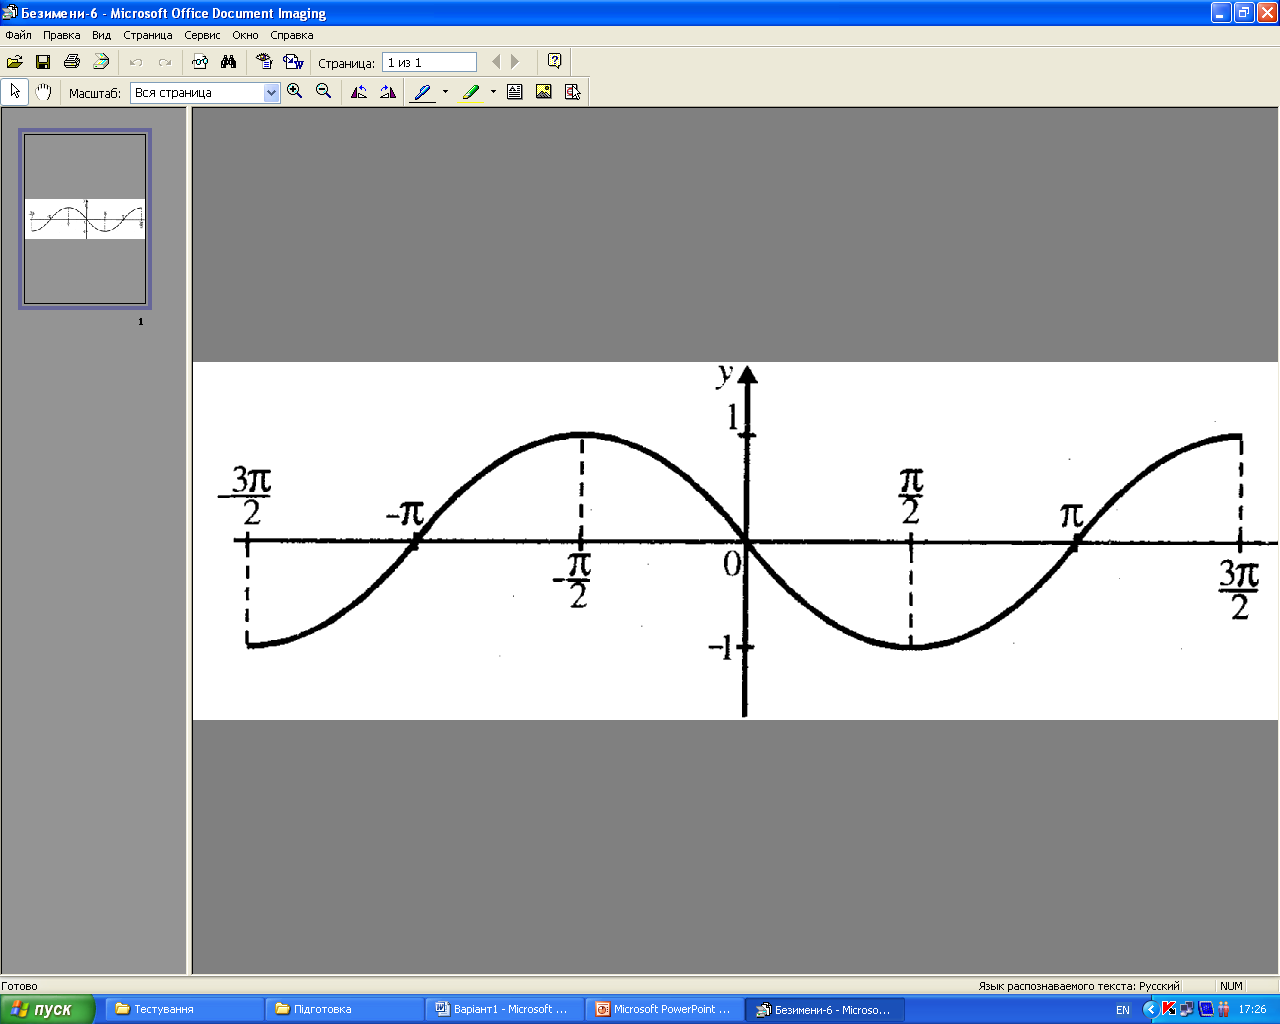 Безимени-6 - Microsoft Office Document Imaging
Файл Правка Вид Страница Сервис Окно Справка
Страница: 1 из 1
Масштаб: Вся страница
1
y
1
-3π/2
-π
π/2
π
0
-π/2
3π/2
-1
Готово
Язык распознаваемого текста: Русский NUM
пуск Тестування Підготовка Варіант1 - Microsoft ... Microsoft PowerPoint ... Безимени-6 - Microso... EN 17:26